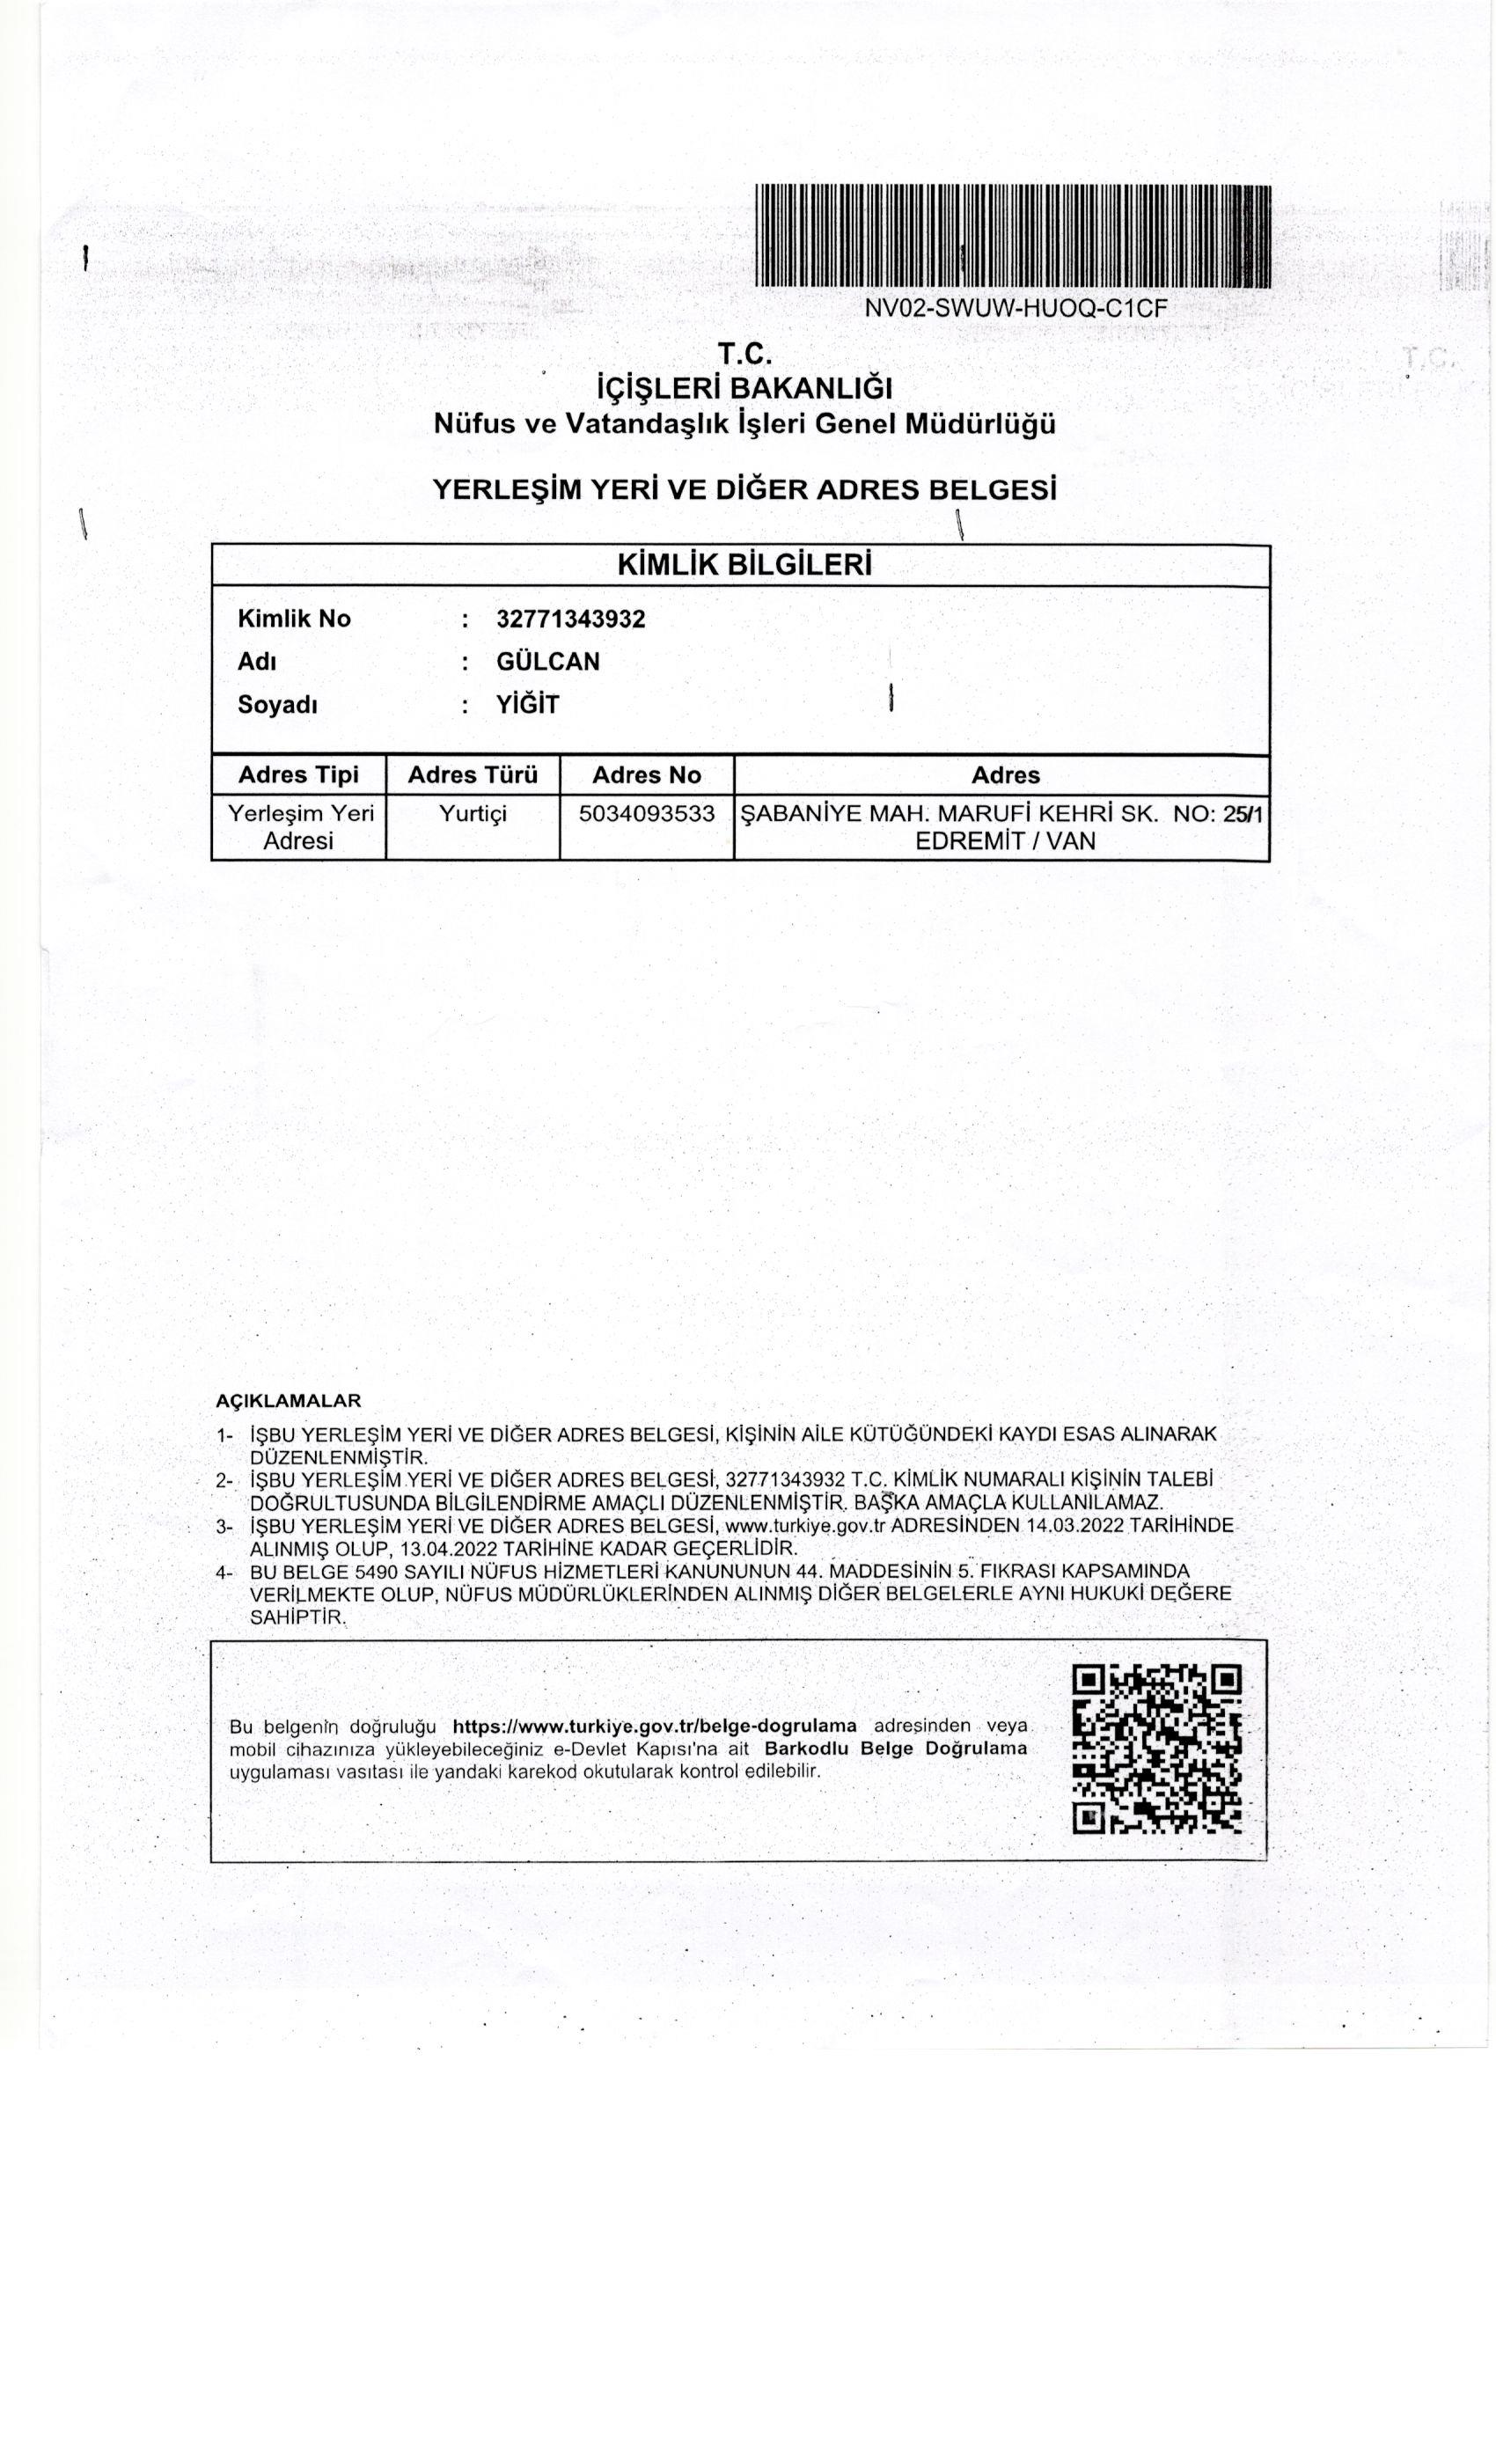 NV02-SWUW-HUOQ-C1CF
T.C.
T.C.
İÇİŞLERİ BAKANLIĞI
Nüfus ve Vatandaşlık İşleri Genel Müdürlüğü
YERLEŞİM YERİ VE DİĞER ADRES BELGESİ
KİMLİK BİLGİLERİ
Kimlik No : 32771343932
Adı : GÜLCAN
Soyadı : YİĞİT
Adres Tipi Adres Türü Adres No Adres
Yerleşim Yeri Yurtiçi 5034093533 ŞABANİYE MAH. MARUFİ KEHRİ SK. NO: 25/1
Adresi EDREMİT / VAN
AÇIKLAMALAR
1- İŞBU YERLEŞİM YERİ VE DİĞER ADRES BELGESİ, KİŞİNİN AİLE KÜTÜĞÜNDEKİ KAYDI ESAS ALINARAK
DÜZENLENMİŞTİR.
2- İŞBU YERLEŞİM YERİ VE DİĞER ADRES BELGESİ, 32771343932 T.C. KİMLİK NUMARALI KİŞİNİN TALEBİ
DOĞRULTUSUNDA BİLGİLENDİRME AMAÇLI DÜZENLENMİŞTİR. BAŞKA AMAÇLA KULLANILAMAZ.
3- İŞBU YERLEŞİM YERİ VE DİĞER ADRES BELGESİ, www.turkiye.gov.tr ADRESİNDEN 14.03.2022 TARİHİNDE
ALINMIŞ OLUP, 13.04.2022 TARİHİNE KADAR GEÇERLİDİR.
4- BU BELGE 5490 SAYILI NÜFUS HİZMETLERİ KANUNUNUN 44. MADDESİNİN 5. FIKRASI KAPSAMINDA
VERİLMEKTE OLUP, NÜFUS MÜDÜRLÜKLERİNDEN ALINMIŞ DİĞER BELGELERLE AYNI HUKUKİ DEĞERE
SAHİPTİR.
Bu belgenin doğruluğu https://www.turkiye.gov.tr/belge-dogrulama adresinden veya
mobil cihazınıza yükleyebileceğiniz e-Devlet Kapısı'na ait Barkodlu Belge Doğrulama
uygulaması vasıtası ile yandaki karekod okutularak kontrol edilebilir.